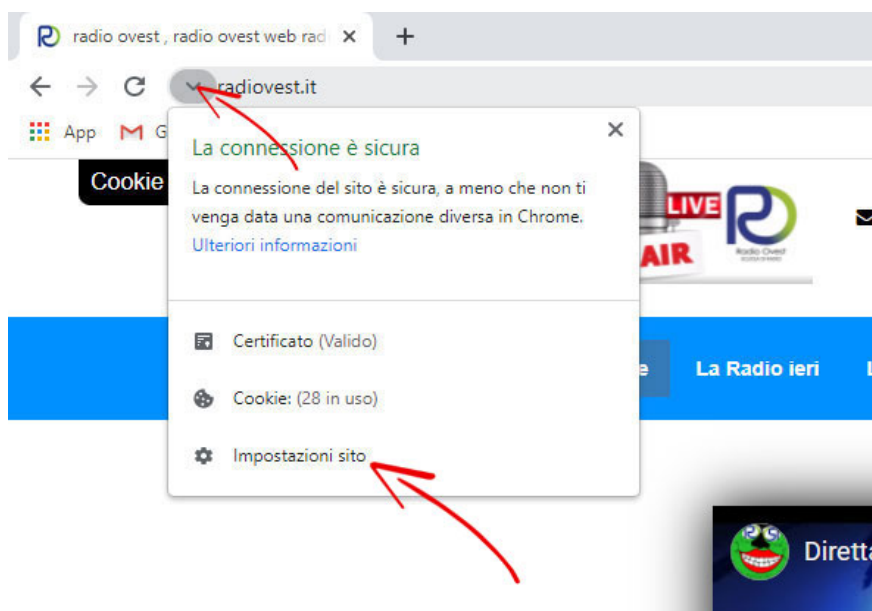 radio ovest , radio ovest web rad
radiovest.it
App G
Cookie
La connessione è sicura
La connessione del sito è sicura, a meno che non ti
venga data una comunicazione diversa in Chrome.
Ulteriori informazioni
Certificato (Valido)
Cookie: (28 in uso)
Impostazioni sito
LIVE
AIR
Radio Ovest
e La Radio ieri L
Diretta